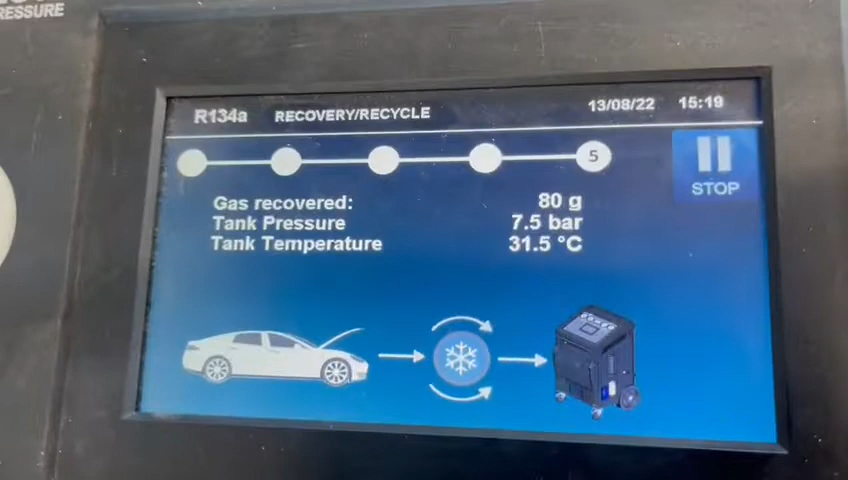 RESSURE
R134a RECOVERY/RECYCLE 13/08/22 15:19
5
STOP
Gas recovered: 80 g
Tank Pressure 7.5 bar
Tank Temperature 31.5 °C